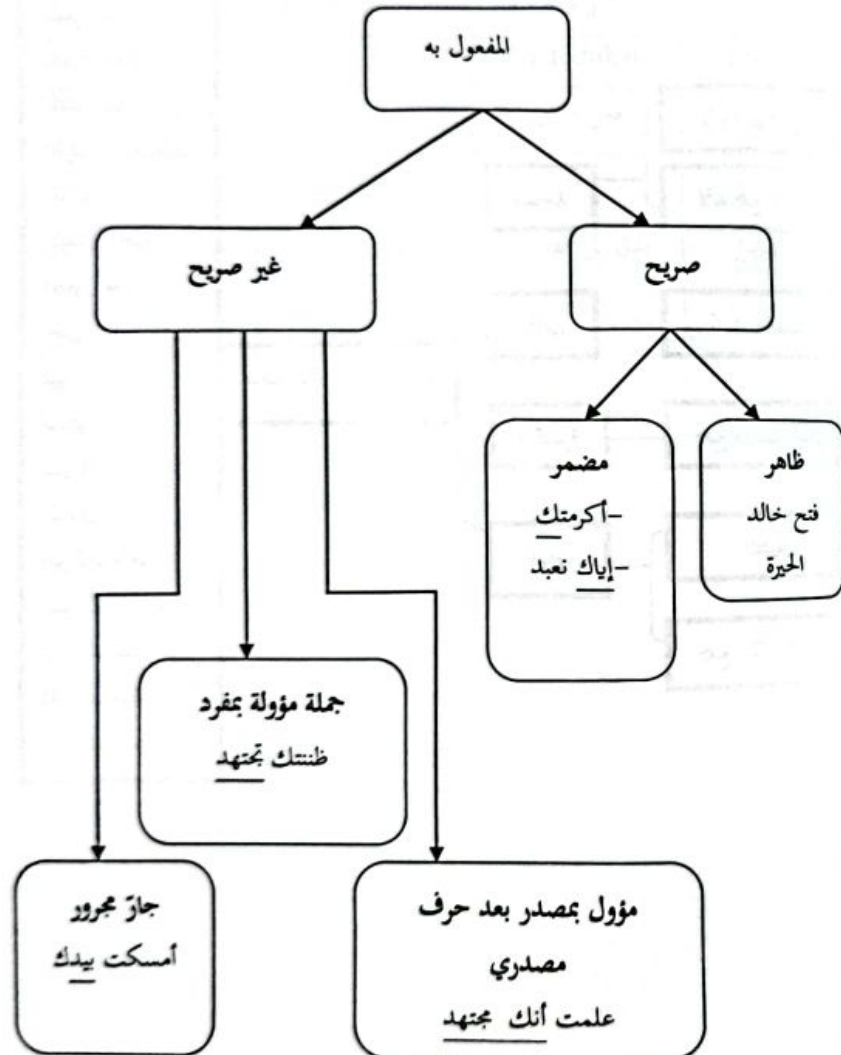 المفعول به
صريح
غير صريح
ظاهر
فتح خالد
الحيرة
مضمر
-أكرمتك
-إياك نعبد
جملة مؤولة بمفرد
ظننتك تجتهد
مؤول بمصدر بعد حرف
مصدري
علمت أنك مجتهد
جارّ مجرور
أمسكت بيدك